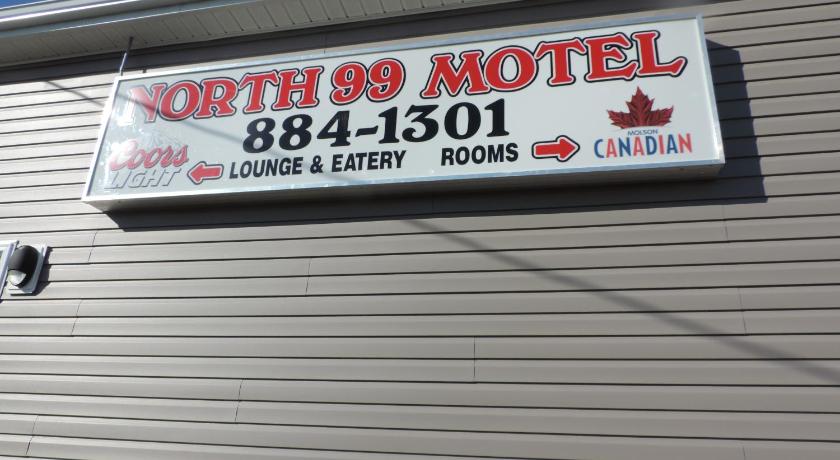 NORTH 99 MOTEL
884-1301
Coors
LIGHT
LOUNGE & EATERY ROOMS
MOLSON
CANADIAN